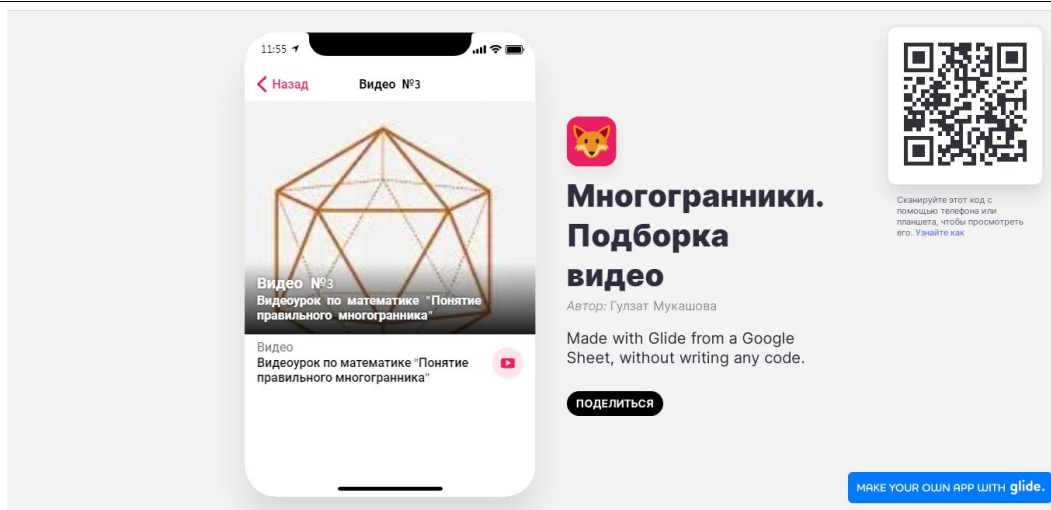 11:55
Назад
Видео №3
Видео №3
Видеоурок по математике "Понятие
правильного многогранника"
Видео
Видеоурок по математике "Понятие
правильного многогранника"
Многогранники.
Подборка
видео
Автор: Гулзат Мукашова
Made with Glide from a Google
Sheet, without writing any code.
ПОДЕЛИТЬСЯ
Сканируйте этот код с
помощью телефона или
планшета, чтобы просмотреть
его. Узнайте как
MAKE YOUR OWN APP WITH glide.